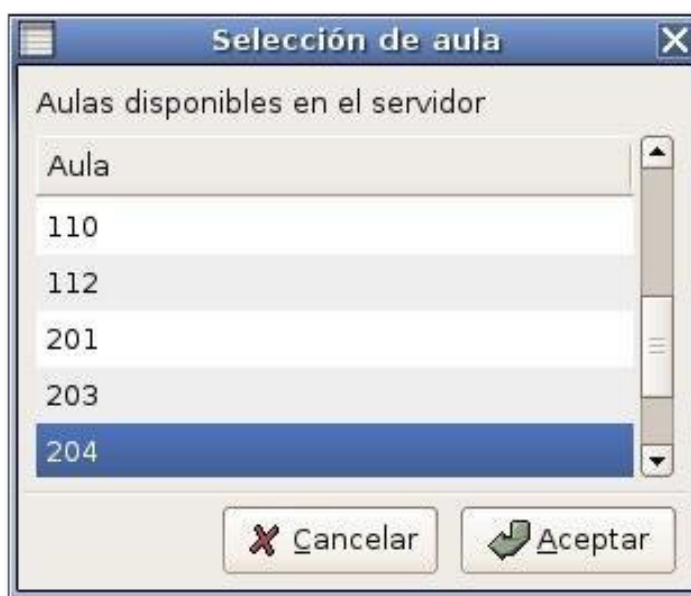 Selección de aula
Aulas disponibles en el servidor
Aula
110
112
201
203
204
Cancelar Aceptar